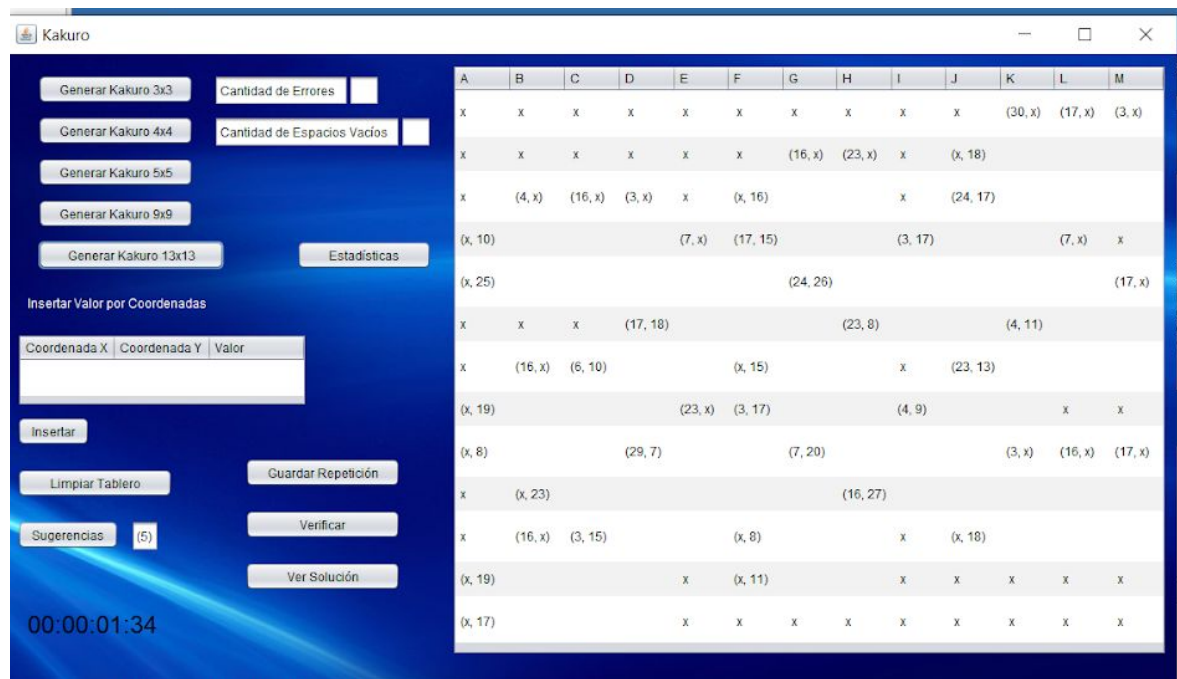 Kakuro
Generar Kakuro 3x3
Cantidad de Errores
Generar Kakuro 4x4
Cantidad de Espacios Vacíos
Generar Kakuro 5x5
Generar Kakuro 9x9
Generar Kakuro 13x13
Estadísticas
Insertar Valor por Coordenadas
Coordenada X Coordenada Y Valor
Insertar
Limpiar Tablero
Guardar Repetición
Sugerencias (5)
Verificar
Ver Solución
00:00:01:34
A B C D E F G H I J K L M
x x x x x x x x x x (30, x) (17, x) (3, x)
x x x x x x (16, x) (23, x) x (x, 18)
x (4, x) (16, x) (3, x) x (x, 16) x (24, 17)
(x, 10) (7, x) (17, 15) (3, 17) (7, x) x
(x, 25) (24, 26) (17, x)
x x x (17, 18) (23, 8) (4, 11)
x (16, x) (6, 10) (x, 15) x (23, 13)
(x, 19) (23, x) (3, 17) (4, 9) x x
(x, 8) (29, 7) (7, 20) (3, x) (16, x) (17, x)
x (x, 23) (16, 27)
x (16, x) (3, 15) (x, 8) x (x, 18)
(x, 19) x (x, 11) x x x x x
(x, 17) x x x x x x x x x